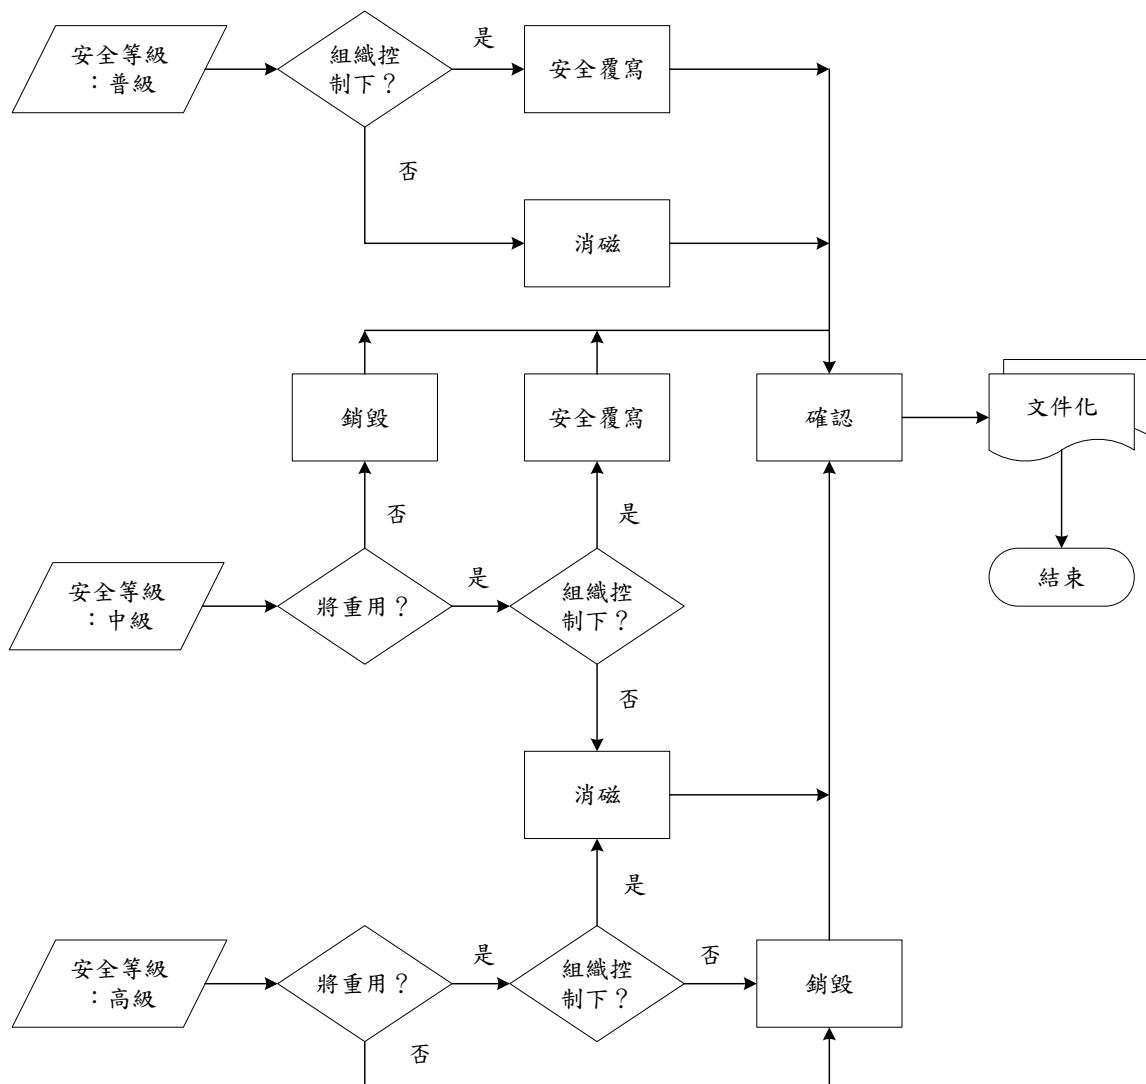 安全等級
：普級
組織控
制下？
是
安全覆寫
否
消磁
銷毀
安全覆寫
確認
文件化
否
是
安全等級
：中級
將重用？
是
組織控
制下？
結束
否
消磁
是
安全等級
：高級
將重用？
是
組織控
制下？
否
銷毀
否